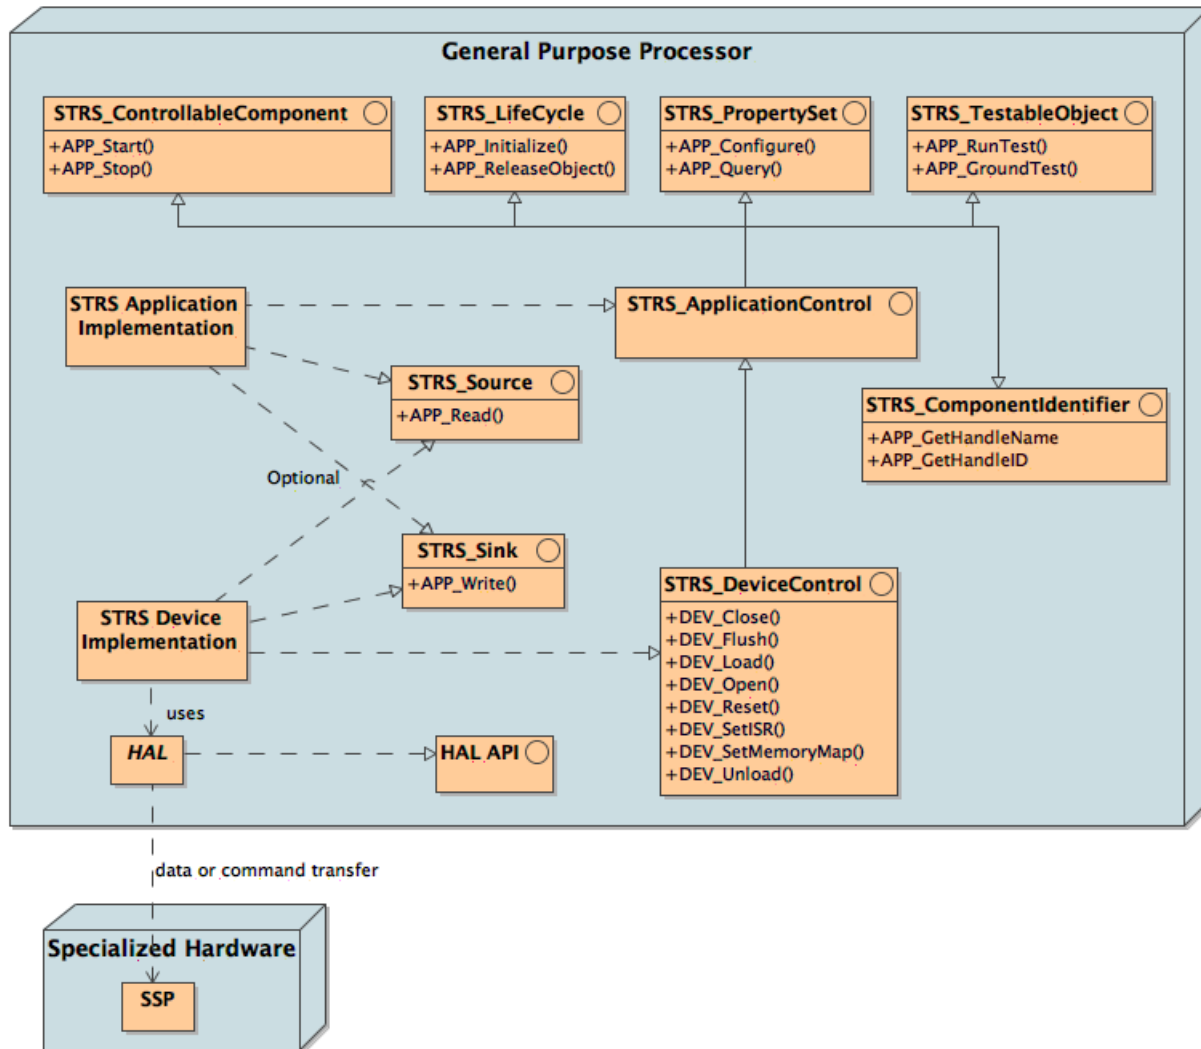 General Purpose Processor
STRS_ControllableComponent
+APP_Start()
+APP_Stop()
STRS_LifeCycle
+APP_Initialize()
+APP_ReleaseObject()
STRS_PropertySet
+APP_Configure()
+APP_Query()
STRS_TestableObject
+APP_RunTest()
+APP_GroundTest()
STRS Application
Implementation
STRS_ApplicationControl
STRS_Source
+APP_Read()
STRS_ComponentIdentifier
+APP_GetHandleName
+APP_GetHandleID
Optional
STRS_Sink
+APP_Write()
STRS Device
Implementation
STRS_DeviceControl
+DEV_Close()
+DEV_Flush()
+DEV_Load()
+DEV_Open()
+DEV_Reset()
+DEV_SetISR()
+DEV_SetMemoryMap()
+DEV_Unload()
uses
HAL
HAL API
data or command transfer
Specialized Hardware
SSP